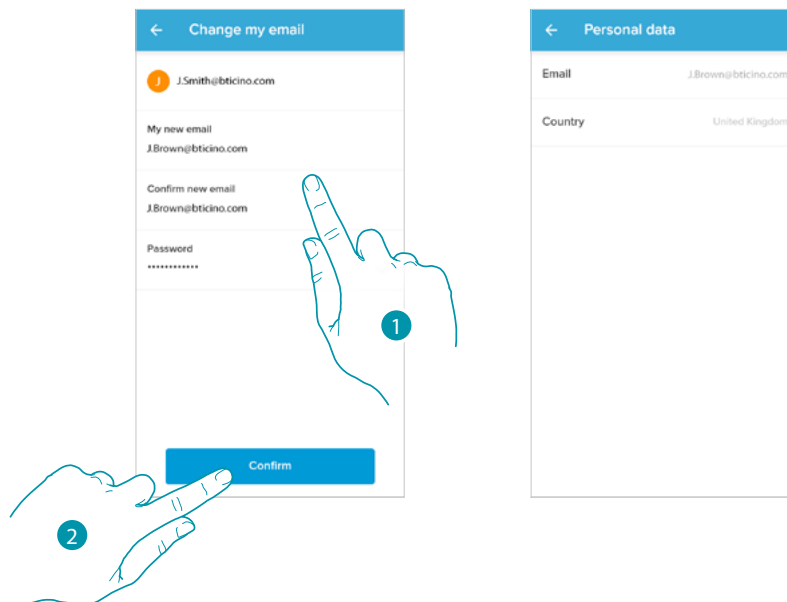 Change my email
J
J.Smith@bticino.com
My new email
J.Brown@bticino.com
Confirm new email
J.Brown@bticino.com
Password
••••••••••••
1
Confirm
2
Personal data
Email J.Brown@bticino.com
Country United Kingdom